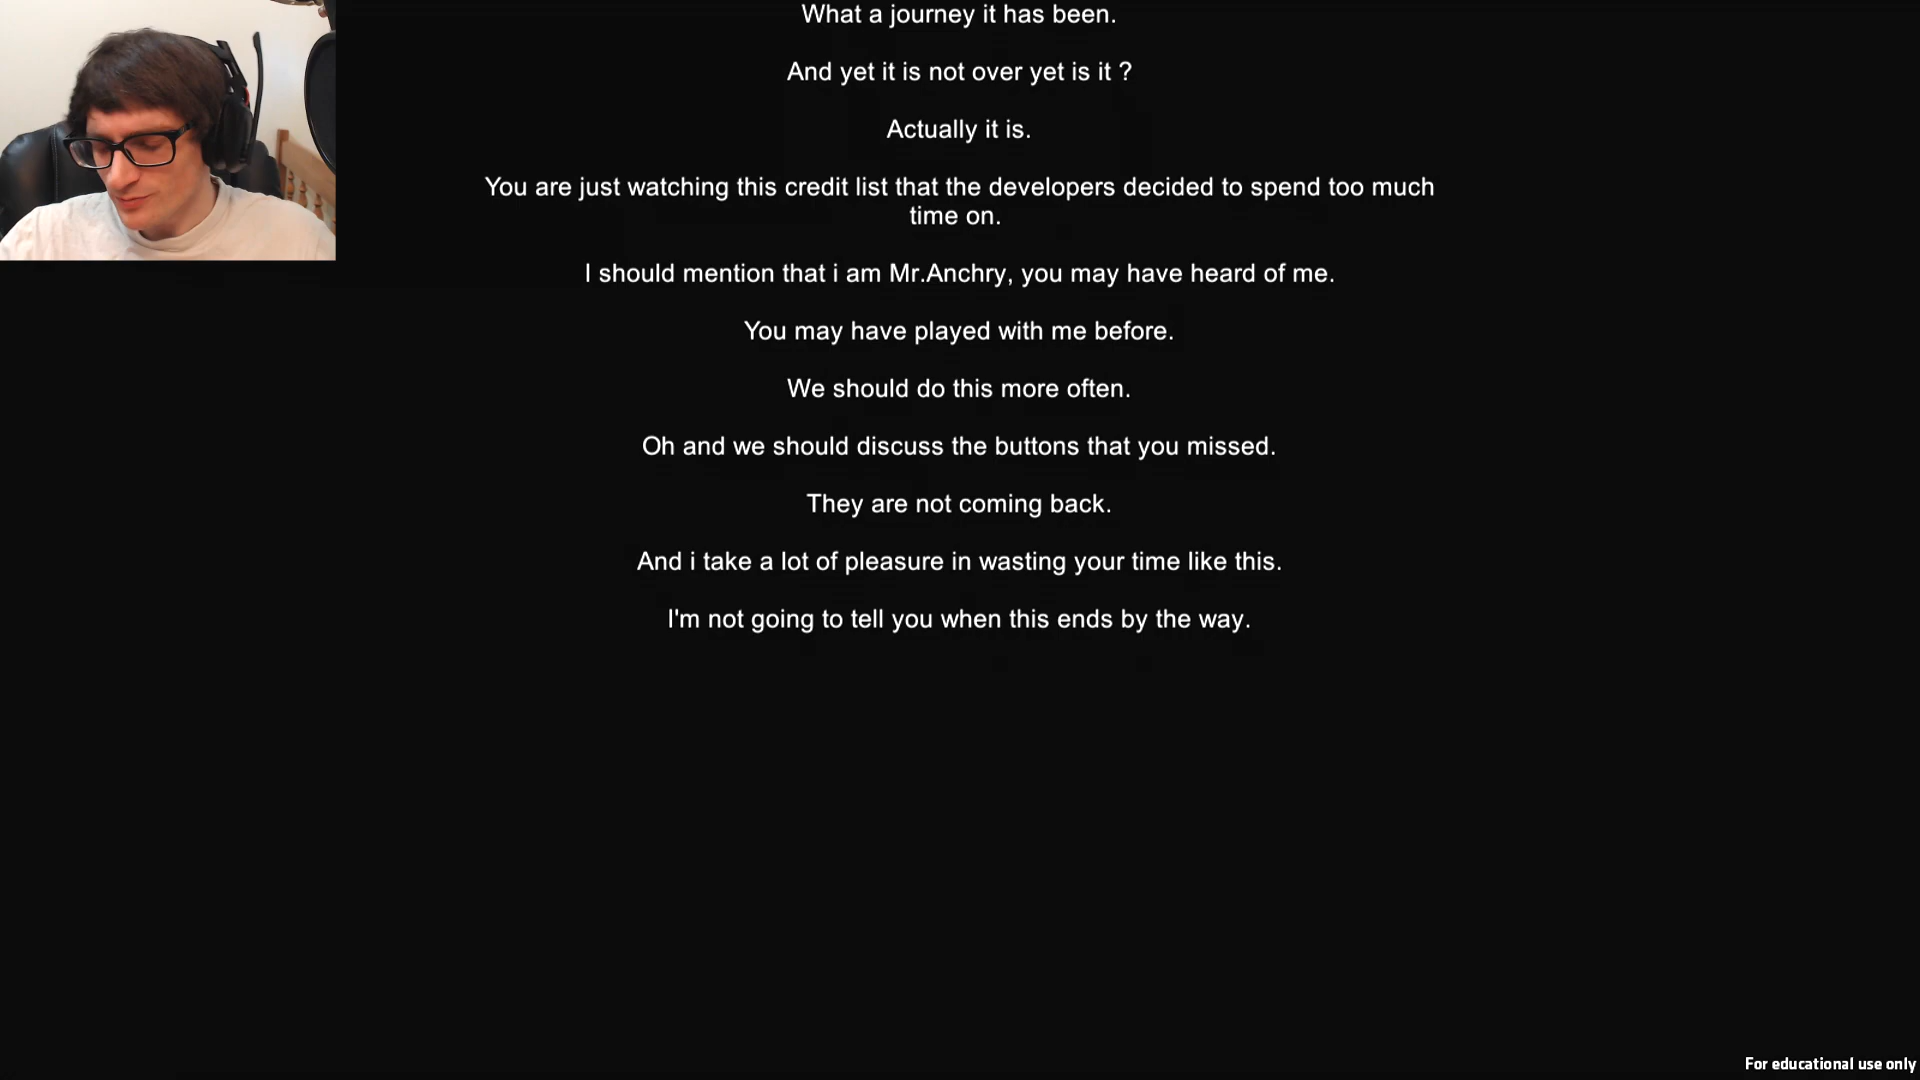 What a journey it has been.
And yet it is not over yet is it ?
Actually it is.
You are just watching this credit list that the developers decided to spend too much
time on.
I should mention that i am Mr.Anchry, you may have heard of me.
You may have played with me before.
We should do this more often.
Oh and we should discuss the buttons that you missed.
They are not coming back.
And i take a lot of pleasure in wasting your time like this.
I'm not going to tell you when this ends by the way.
For educational use only